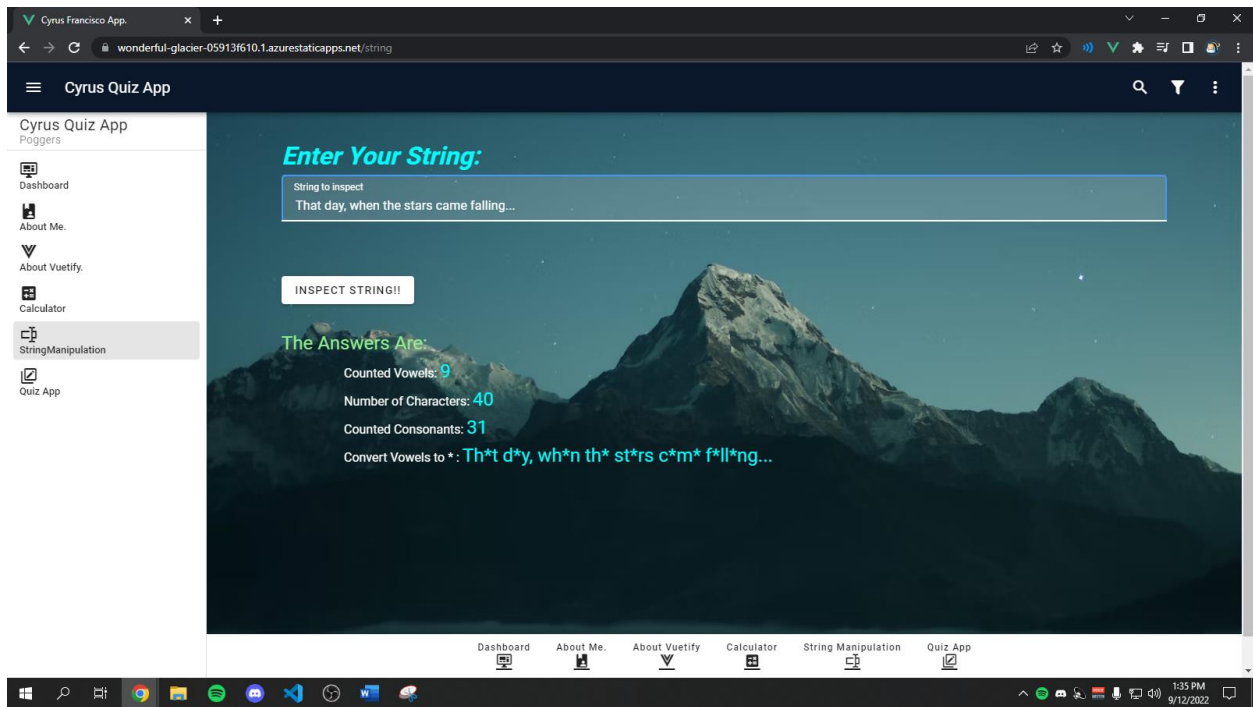 Cyrus Francisco App.
wonderful-glacier-05913f610.1.azurestaticapps.net/string
Cyrus Quiz App
Cyrus Quiz App
Poggers
Dashboard
About Me.
About Vuetify.
Calculator
StringManipulation
Quiz App
Enter Your String:
String to inspect
That day, when the stars came falling...
INSPECT STRING!!
The Answers Are:
Counted Vowels: 9
Number of Characters: 40
Counted Consonants: 31
Convert Vowels to * : Th*t d*y, wh*n th* st*rs c*m* f*ll*ng...
Dashboard About Me. About Vuetify Calculator String Manipulation Quiz App
1:35 PM
9/12/2022